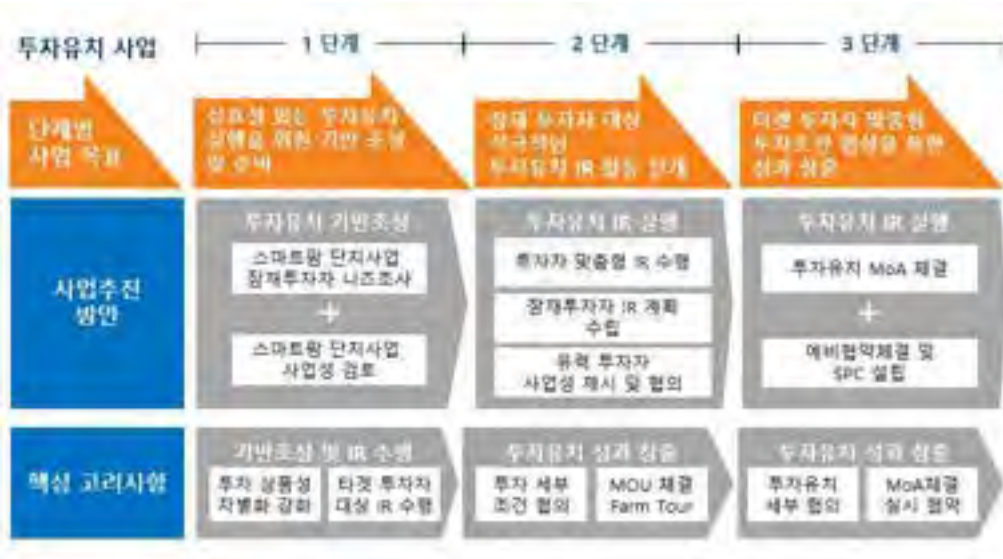 투자유치 사업
1 단계
2 단계
3 단계
단계별
사업 목표
실효성 있는 투자유치
실행을 위한 기반 조성
및 준비
잠재 투자자 대상
적극적인
투자유치 IR 활동 전개
타겟 투자자 맞춤형
투자조건 협상을 통한
성과 창출
사업추진
방안
투자유치 기반조성
스마트팜 단지사업
잠재투자자 니즈조사
+
스마트팜 단지사업
사업성 검토
투자유치 IR 실행
투자자 맞춤형 IR 수행
잠재투자자 IR 계획
수립
유력 투자자
사업성 제시 및 협의
투자유치 IR 실행
투자유치 MoA 체결
+
예비협약체결 및
SPC 설립
핵심 고려사항
기반조성 및 IR 수행
투자 상품성
차별화 강화
타겟 투자자
대상 IR 수행
투자유치 성과 창출
투자 세부
조건 협의
MOU 체결
Farm Tour
투자유치 성과 창출
투자유치
세부 협의
MoA체결
실시 협약